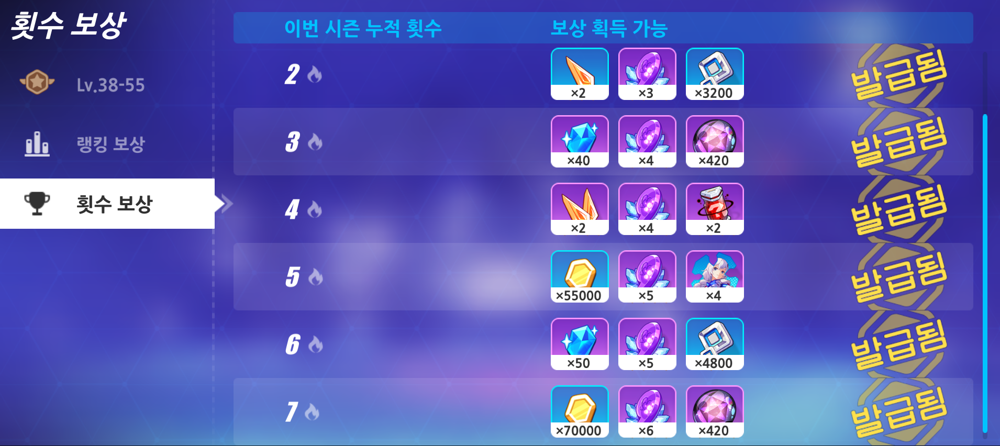 횟수 보상
Lv.38-55
랭킹 보상
횟수 보상
이번 시즌 누적 횟수 보상 획득 가능
2 ×2 ×3 ×3200 발급됨
3 ×40 ×4 ×420 발급됨
4 ×2 ×4 ×2 발급됨
5 ×55000 ×5 ×4 발급됨
6 ×50 ×5 ×4800 발급됨
7 ×70000 ×6 ×420 발급됨